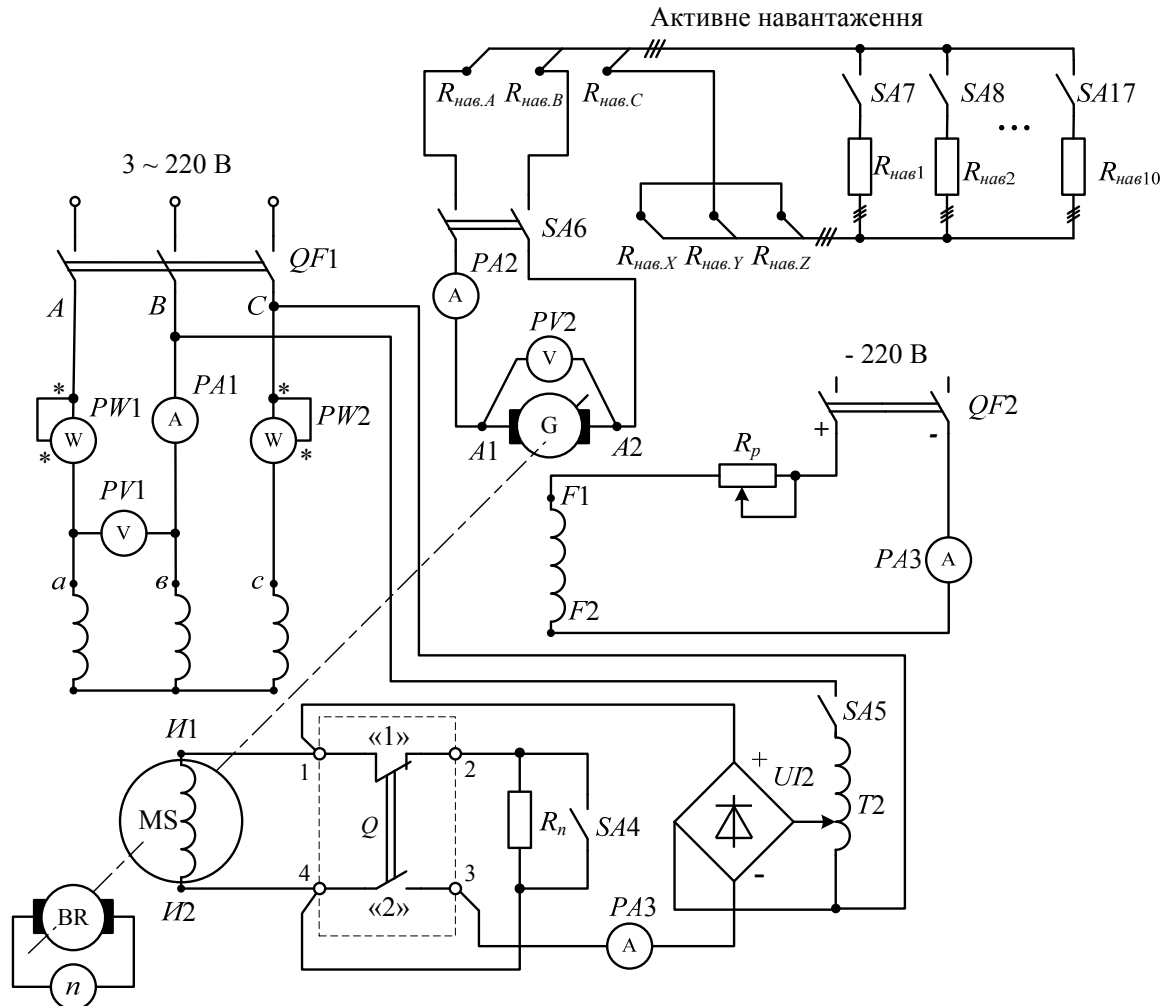 Активне навантаження
Rнав.A Rнав.B Rнав.C
SA7 SA8 SA17
...
Rнав1 Rнав2 Rнав10
3 ~ 220 В
SA6
QF1
PA2
Rнав.X Rнав.Y Rнав.Z
A
A B C
PV2
V
- 220 В
* PW1 PA1 * PW2
QF2
W A W
G
+ -
* *
A1 A2
Rp
PV1
V
F1
PA3
A
a в c
F2
SA5
И1
«1»
1 2
+
UI2
T2
MS
Q
Rп
SA4
4 3
-
И2
«2»
PA3
BR
A
n